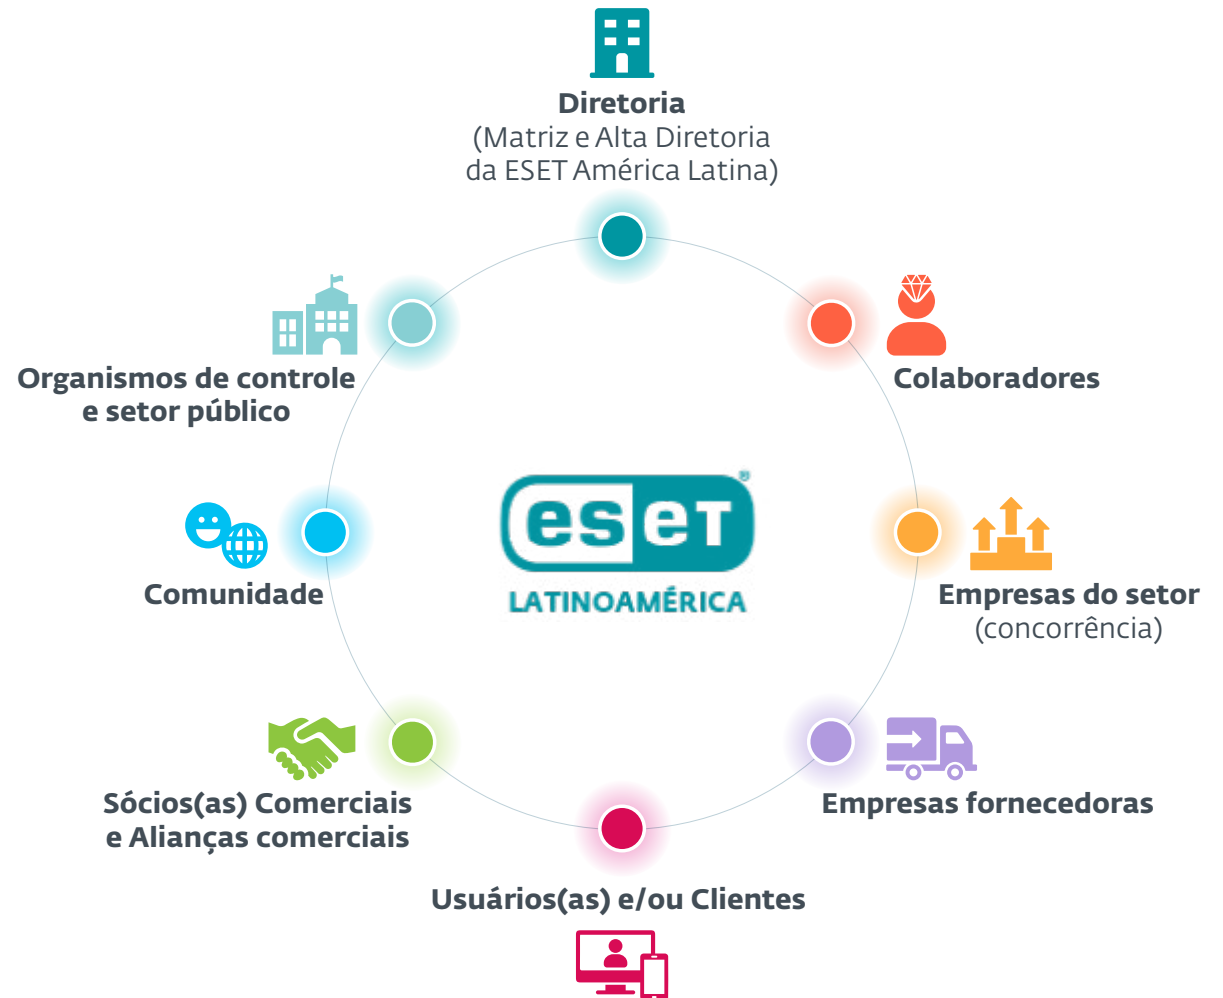 Diretoria
(Matriz e Alta Diretoria
da ESET América Latina)
Colaboradores
Organismos de controle
e setor público
eseT®
LATINOAMÉRICA
Comunidade
Empresas do setor
(concorrência)
Sócios(as) Comerciais
e Alianças comerciais
Empresas fornecedoras
Usuários(as) e/ou Clientes